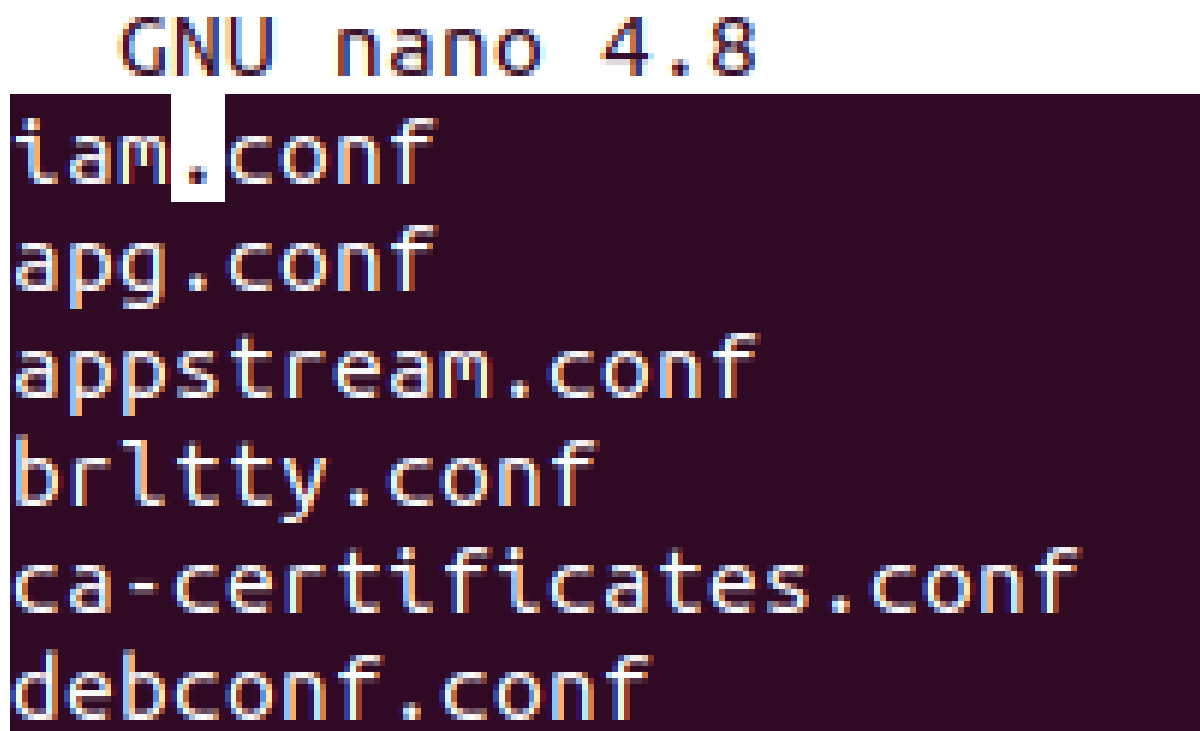 GNU nano 4.8
iam.conf
apg.conf
appstream.conf
brltty.conf
ca-certificates.conf
debconf.conf